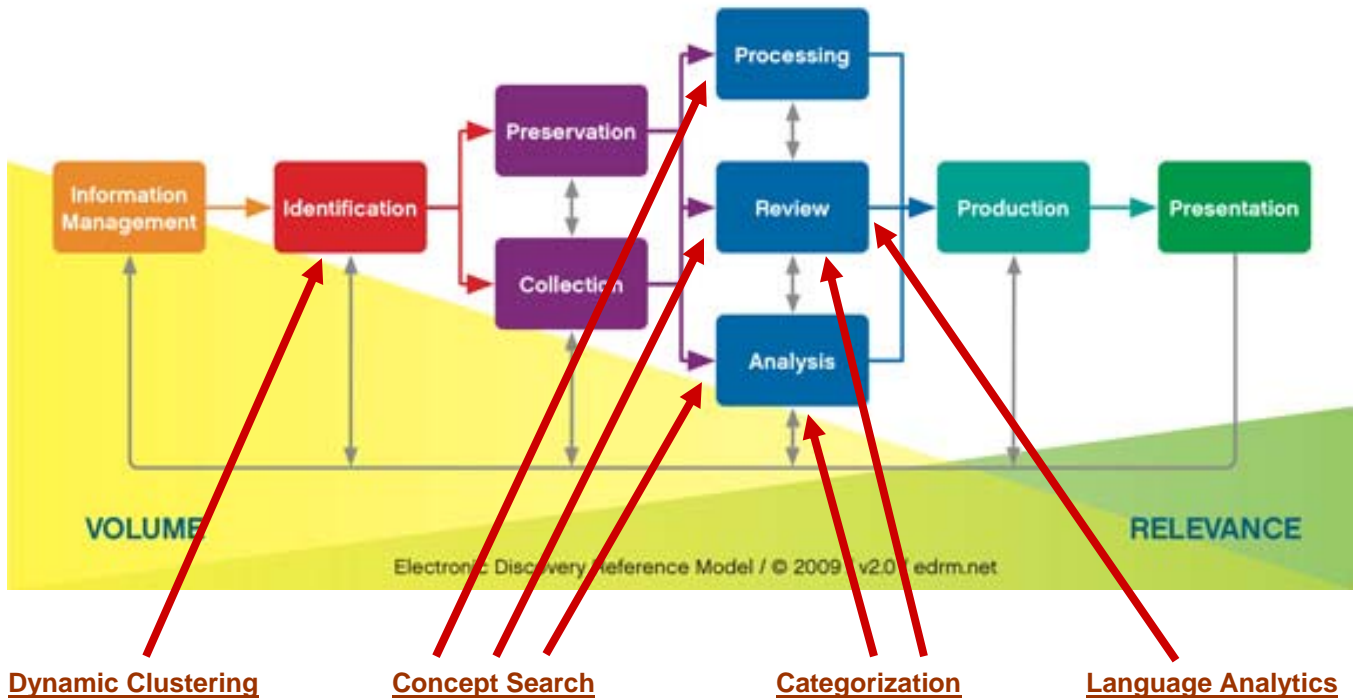 Processing
Preservation
Information
Management
Identification
Review
Production
Presentation
Collection
Analysis
VOLUME
RELEVANCE
Electronic Discovery Reference Model / © 2009 / v2.0 / edrm.net
Dynamic Clustering
Concept Search
Categorization
Language Analytics